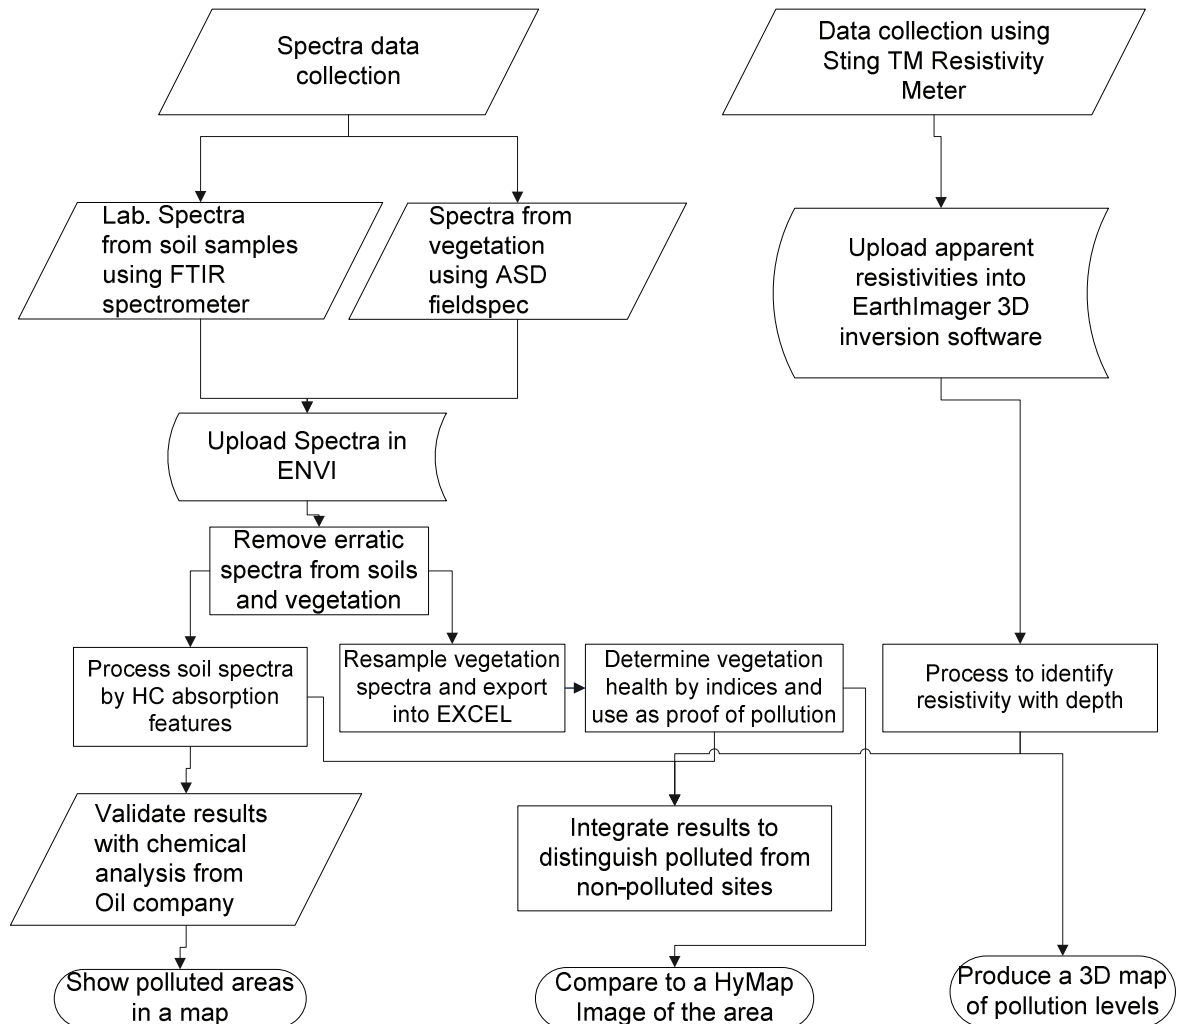 Spectra data
collection
Data collection using
Sting TM Resistivity
Meter
Lab. Spectra
from soil samples
using FTIR
spectrometer
Spectra from
vegetation
using ASD
fieldspec
Upload apparent
resistivities into
EarthImager 3D
inversion software
Upload Spectra in
ENVI
Remove erratic
spectra from soils
and vegetation
Process soil spectra
by HC absorption
features
Resample vegetation
spectra and export
into EXCEL
Determine vegetation
health by indices and
use as proof of pollution
Process to identify
resistivity with depth
Validate results
with chemical
analysis from
Oil company
Integrate results to
distinguish polluted from
non-polluted sites
Show polluted areas
in a map
Compare to a HyMap
Image of the area
Produce a 3D map
of pollution levels